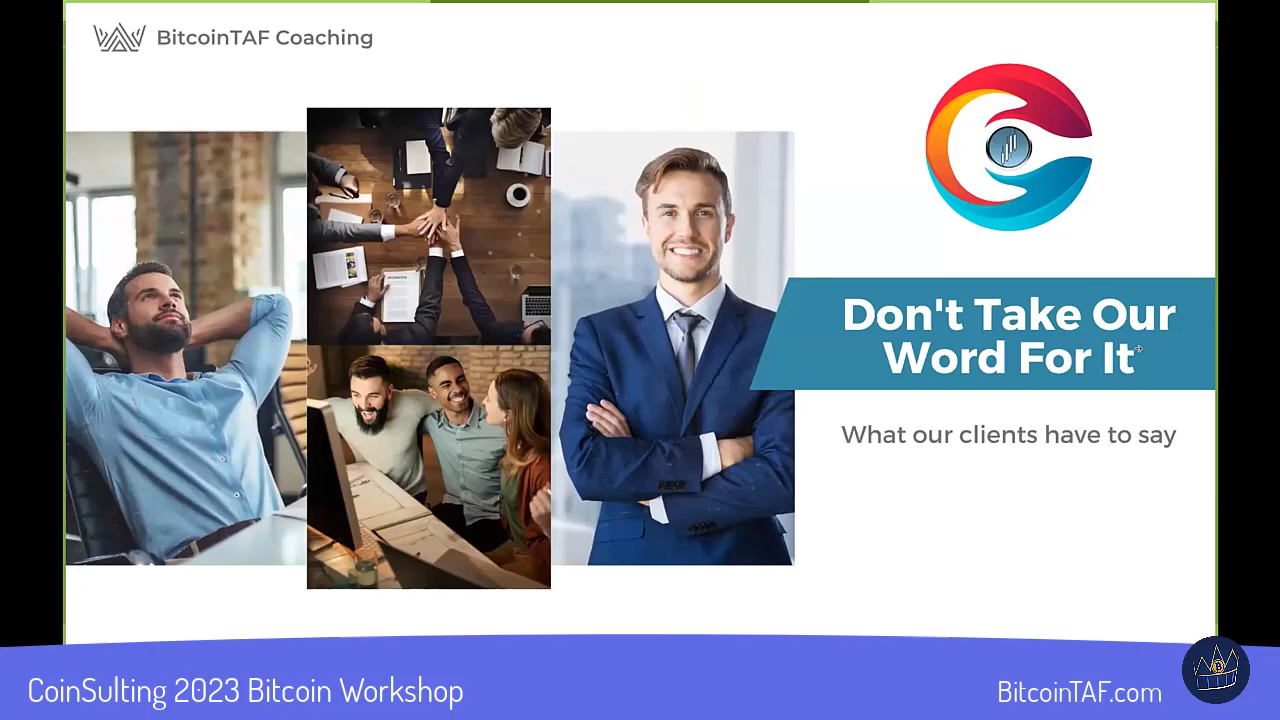 BitcoinTAF Coaching
Don't Take Our
Word For It
What our clients have to say
CoinSulting 2023 Bitcoin Workshop
BitcoinTAF.com